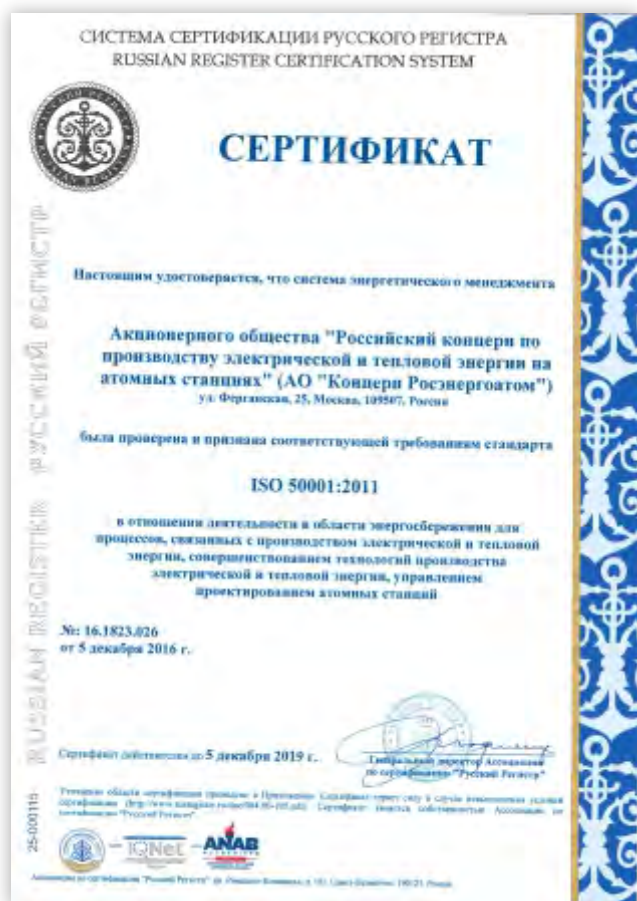 СИСТЕМА СЕРТИФИКАЦИИ РУССКОГО РЕГИСТРА
RUSSIAN REGISTER CERTIFICATION SYSTEM
СЕРТИФИКАТ
Настоящим удостоверяется, что система энергетического менеджмента
Акционерного общества "Российский концерн по
производству электрической и тепловой энергии на
атомных станциях" (АО "Концерн Росэнергоатом")
ул. Ферганская, 25, Москва, 109507, Россия
была проверена и признана соответствующей требованиям стандарта
ISO 50001:2011
в отношении деятельности в области энергосбережения для
процессов, связанных с производством электрической и тепловой
энергии, совершенствованием технологий производства
электрической и тепловой энергии, управлением
проектированием атомных станций
№: 16.1823.026
от 5 декабря 2016 г.
Сертификат действителен до 5 декабря 2019 г.
Генеральный директор Ассоциации
по сертификации "Русский Регистр"
RUSSIAN REGISTER РУССКИЙ РЕГИСТР
25-000115
IQNet
ANAB